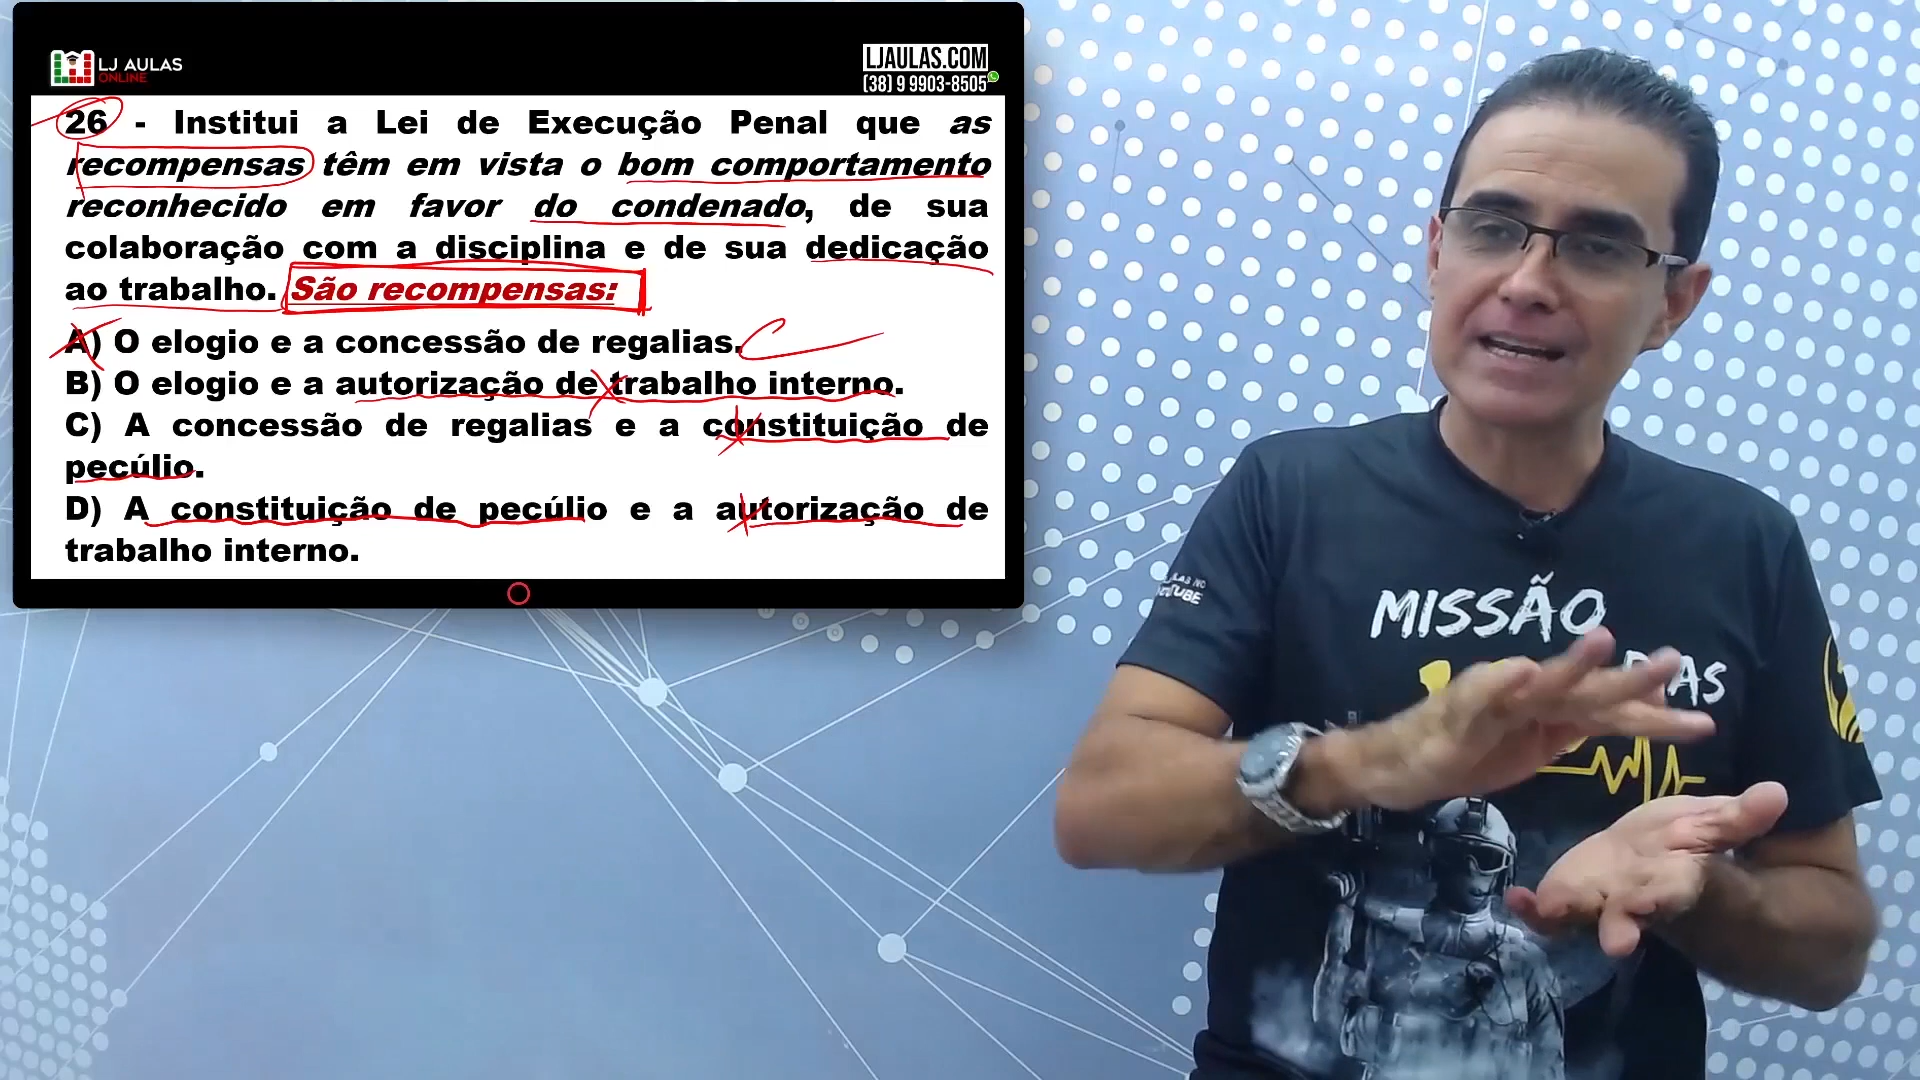 LJ AULAS
ONLINE
LJAULAS.COM
[38] 9 9903-8505
26 - Institui a Lei de Execução Penal que as
recompensas têm em vista o bom comportamento
reconhecido em favor do condenado, de sua
colaboração com a disciplina e de sua dedicação
ao trabalho. São recompensas:
A) O elogio e a concessão de regalias.
B) O elogio e a autorização de trabalho interno.
C) A concessão de regalias e a constituição de
pecúlio.
D) A constituição de pecúlio e a autorização de
trabalho interno.
MISSÃO